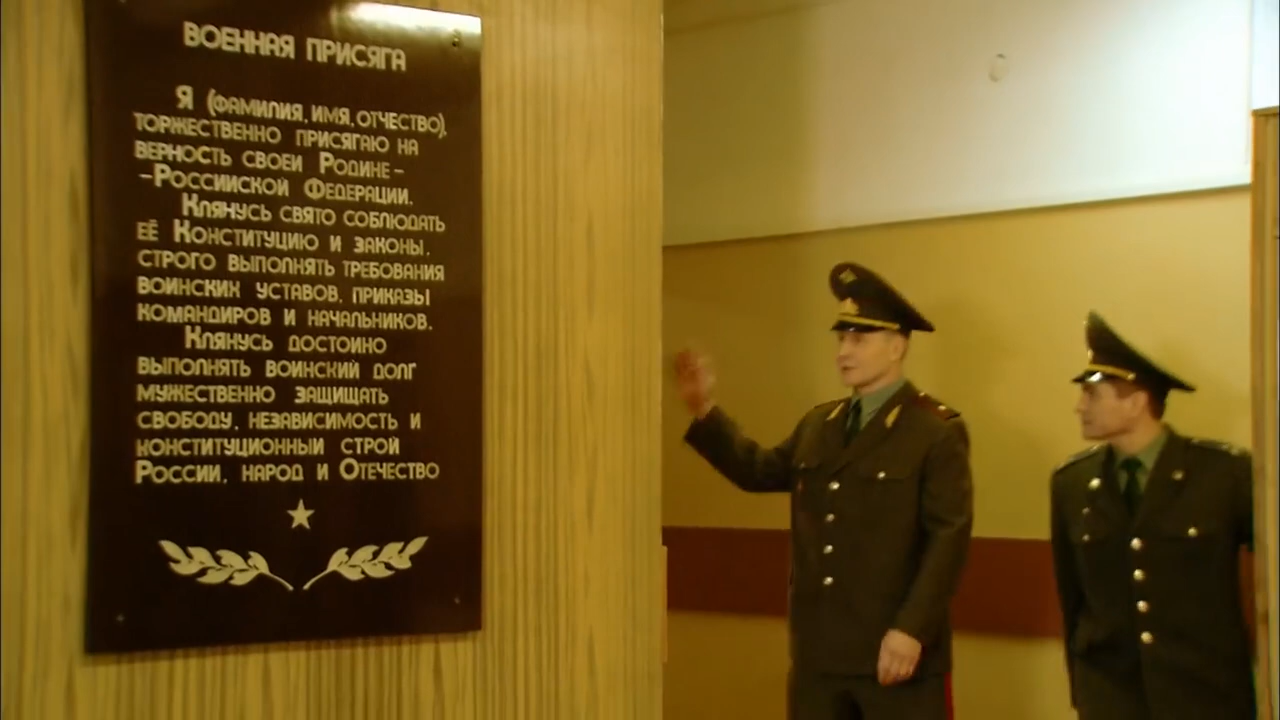 ВОЕННАЯ ПРИСЯГА
Я (ФАМИЛИЯ, ИМЯ, ОТЧЕСТВО),
ТОРЖЕСТВЕННО ПРИСЯГАЮ НА
ВЕРНОСТЬ СВОЕЙ РОДИНЕ –
–РОССИЙСКОЙ ФЕДЕРАЦИИ.
КЛЯНУСЬ СВЯТО СОБЛЮДАТЬ
ЕЁ КОНСТИТУЦИЮ И ЗАКОНЫ,
СТРОГО ВЫПОЛНЯТЬ ТРЕБОВАНИЯ
ВОИНСКИХ УСТАВОВ, ПРИКАЗЫ
КОМАНДИРОВ И НАЧАЛЬНИКОВ.
КЛЯНУСЬ ДОСТОЙНО
ВЫПОЛНЯТЬ ВОИНСКИЙ ДОЛГ
МУЖЕСТВЕННО ЗАЩИЩАТЬ
СВОБОДУ, НЕЗАВИСИМОСТЬ И
КОНСТИТУЦИОННЫЙ СТРОЙ
РОССИИ, НАРОД И ОТЕЧЕСТВО